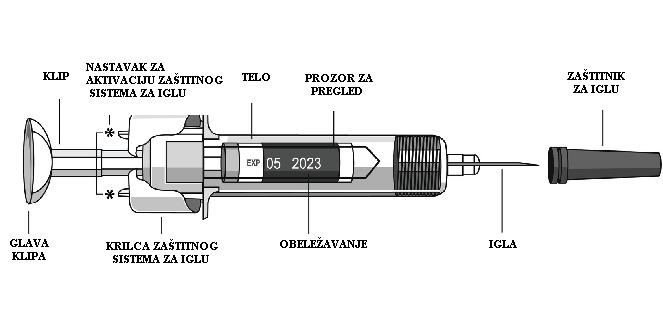 NASTAVAK ZA
AKTIVACIJU ZAŠTITNOG
SISTEMA ZA IGLU
KLIP
TELO
PROZOR ZA
PREGLED
ZAŠTITNIK
ZA IGLU
*
EXP 05 2023
*
GLAVA
KLIPA
KRILCA ZAŠTITNOG
SISTEMA ZA IGLU
OBELEŽAVANJE
IGLA